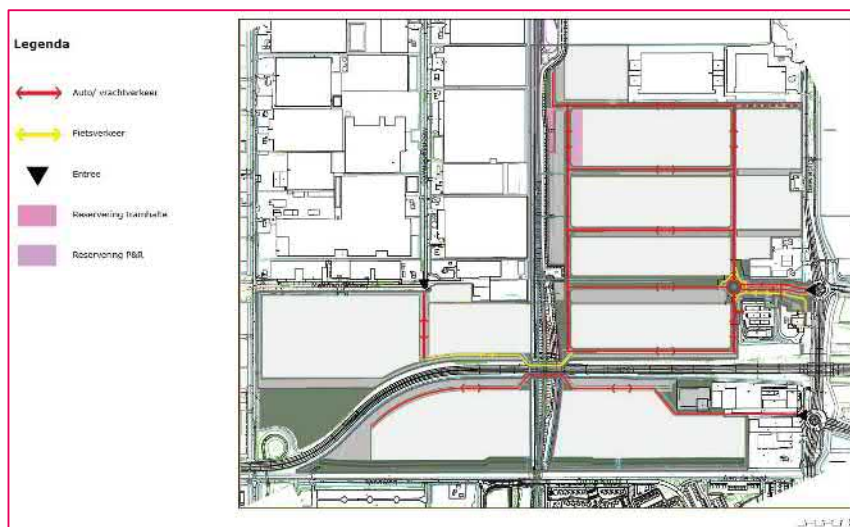 Legenda
Auto/ vrachtverkeer
Fietsverkeer
Entree
Reservering tramhalte
Reservering P&R